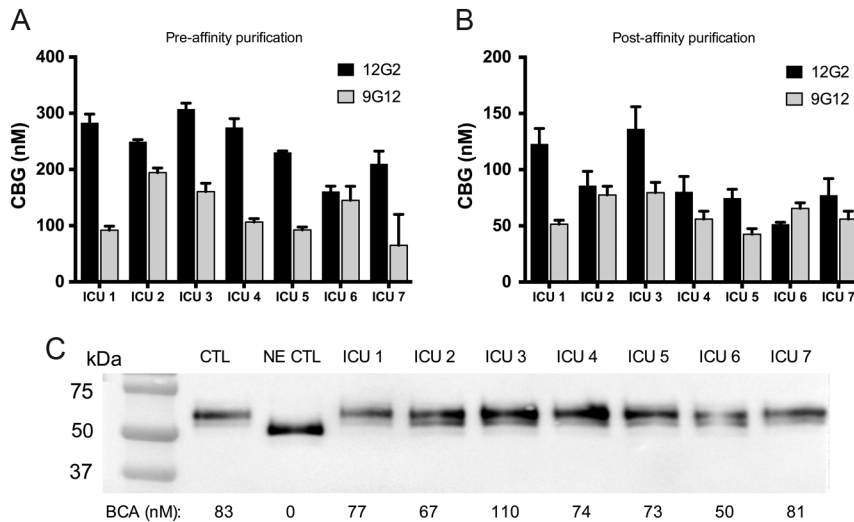 A
Pre-affinity purification
400
300
200
100
0
CBG (nM)
12G2
9G12
ICU 1 ICU 2 ICU 3 ICU 4 ICU 5 ICU 6 ICU 7
B
Post-affinity purification
200
150
100
50
0
CBG (nM)
12G2
9G12
ICU 1 ICU 2 ICU 3 ICU 4 ICU 5 ICU 6 ICU 7
C
kDa CTL NE CTL ICU 1 ICU 2 ICU 3 ICU 4 ICU 5 ICU 6 ICU 7
75
50
37
BCA (nM): 83 0 77 67 110 74 73 50 81